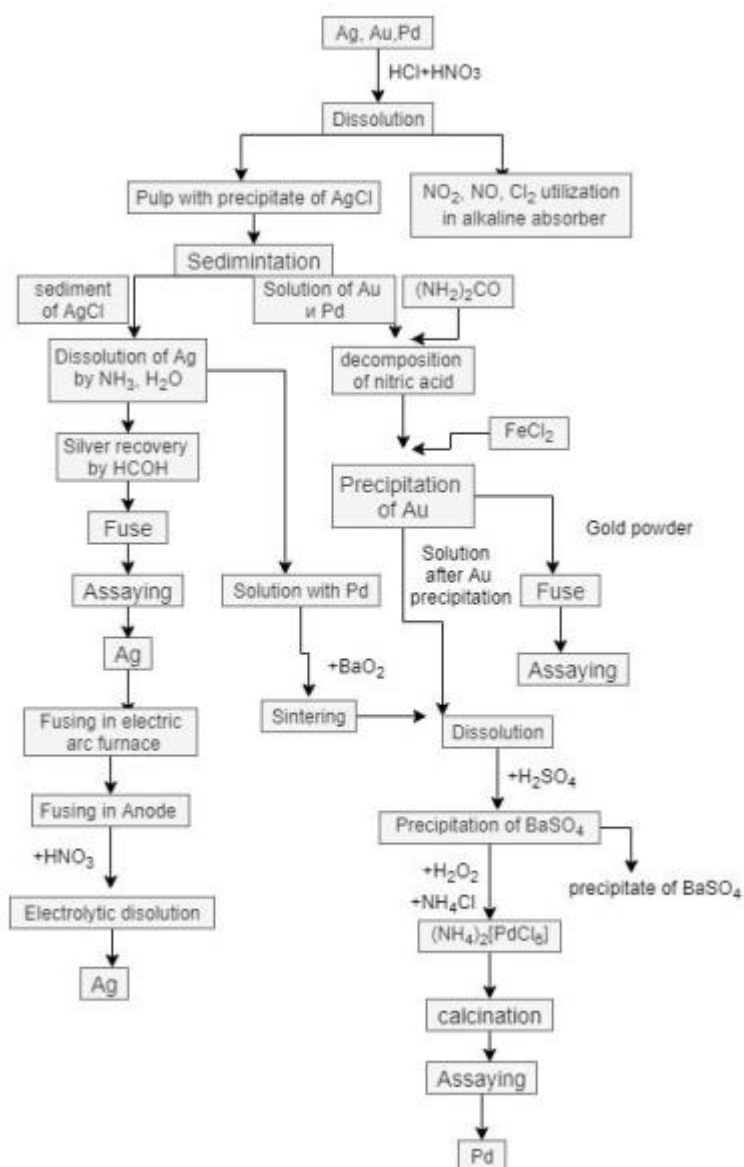 Ag, Au,Pd
HCl+HNO₃
Dissolution
Pulp with precipitate of AgCl
NO₂, NO, Cl₂ utilization
in alkaline absorber
Sedimintation
sediment
of AgCl
Solution of Au
и Pd
(NH₂)₂CO
Dissolution of Ag
by NH₃, H₂O
decomposition
of nitric acid
FeCl₂
Silver recovery
by HCOH
Precipitation
of Au
Fuse
Gold powder
Solution
after Au
precipitation
Assaying
Solution with Pd
Fuse
Ag
+BaO₂
Assaying
Fusing in electric
arc furnace
Sintering
Dissolution
+H₂SO₄
Fusing in Anode
Precipitation of BaSO₄
+HNO₃
+H₂O₂
precipitate of BaSO₄
+NH₄Cl
Electrolytic disolution
(NH₄)₂[PdCl₆]
Ag
calcination
Assaying
Pd